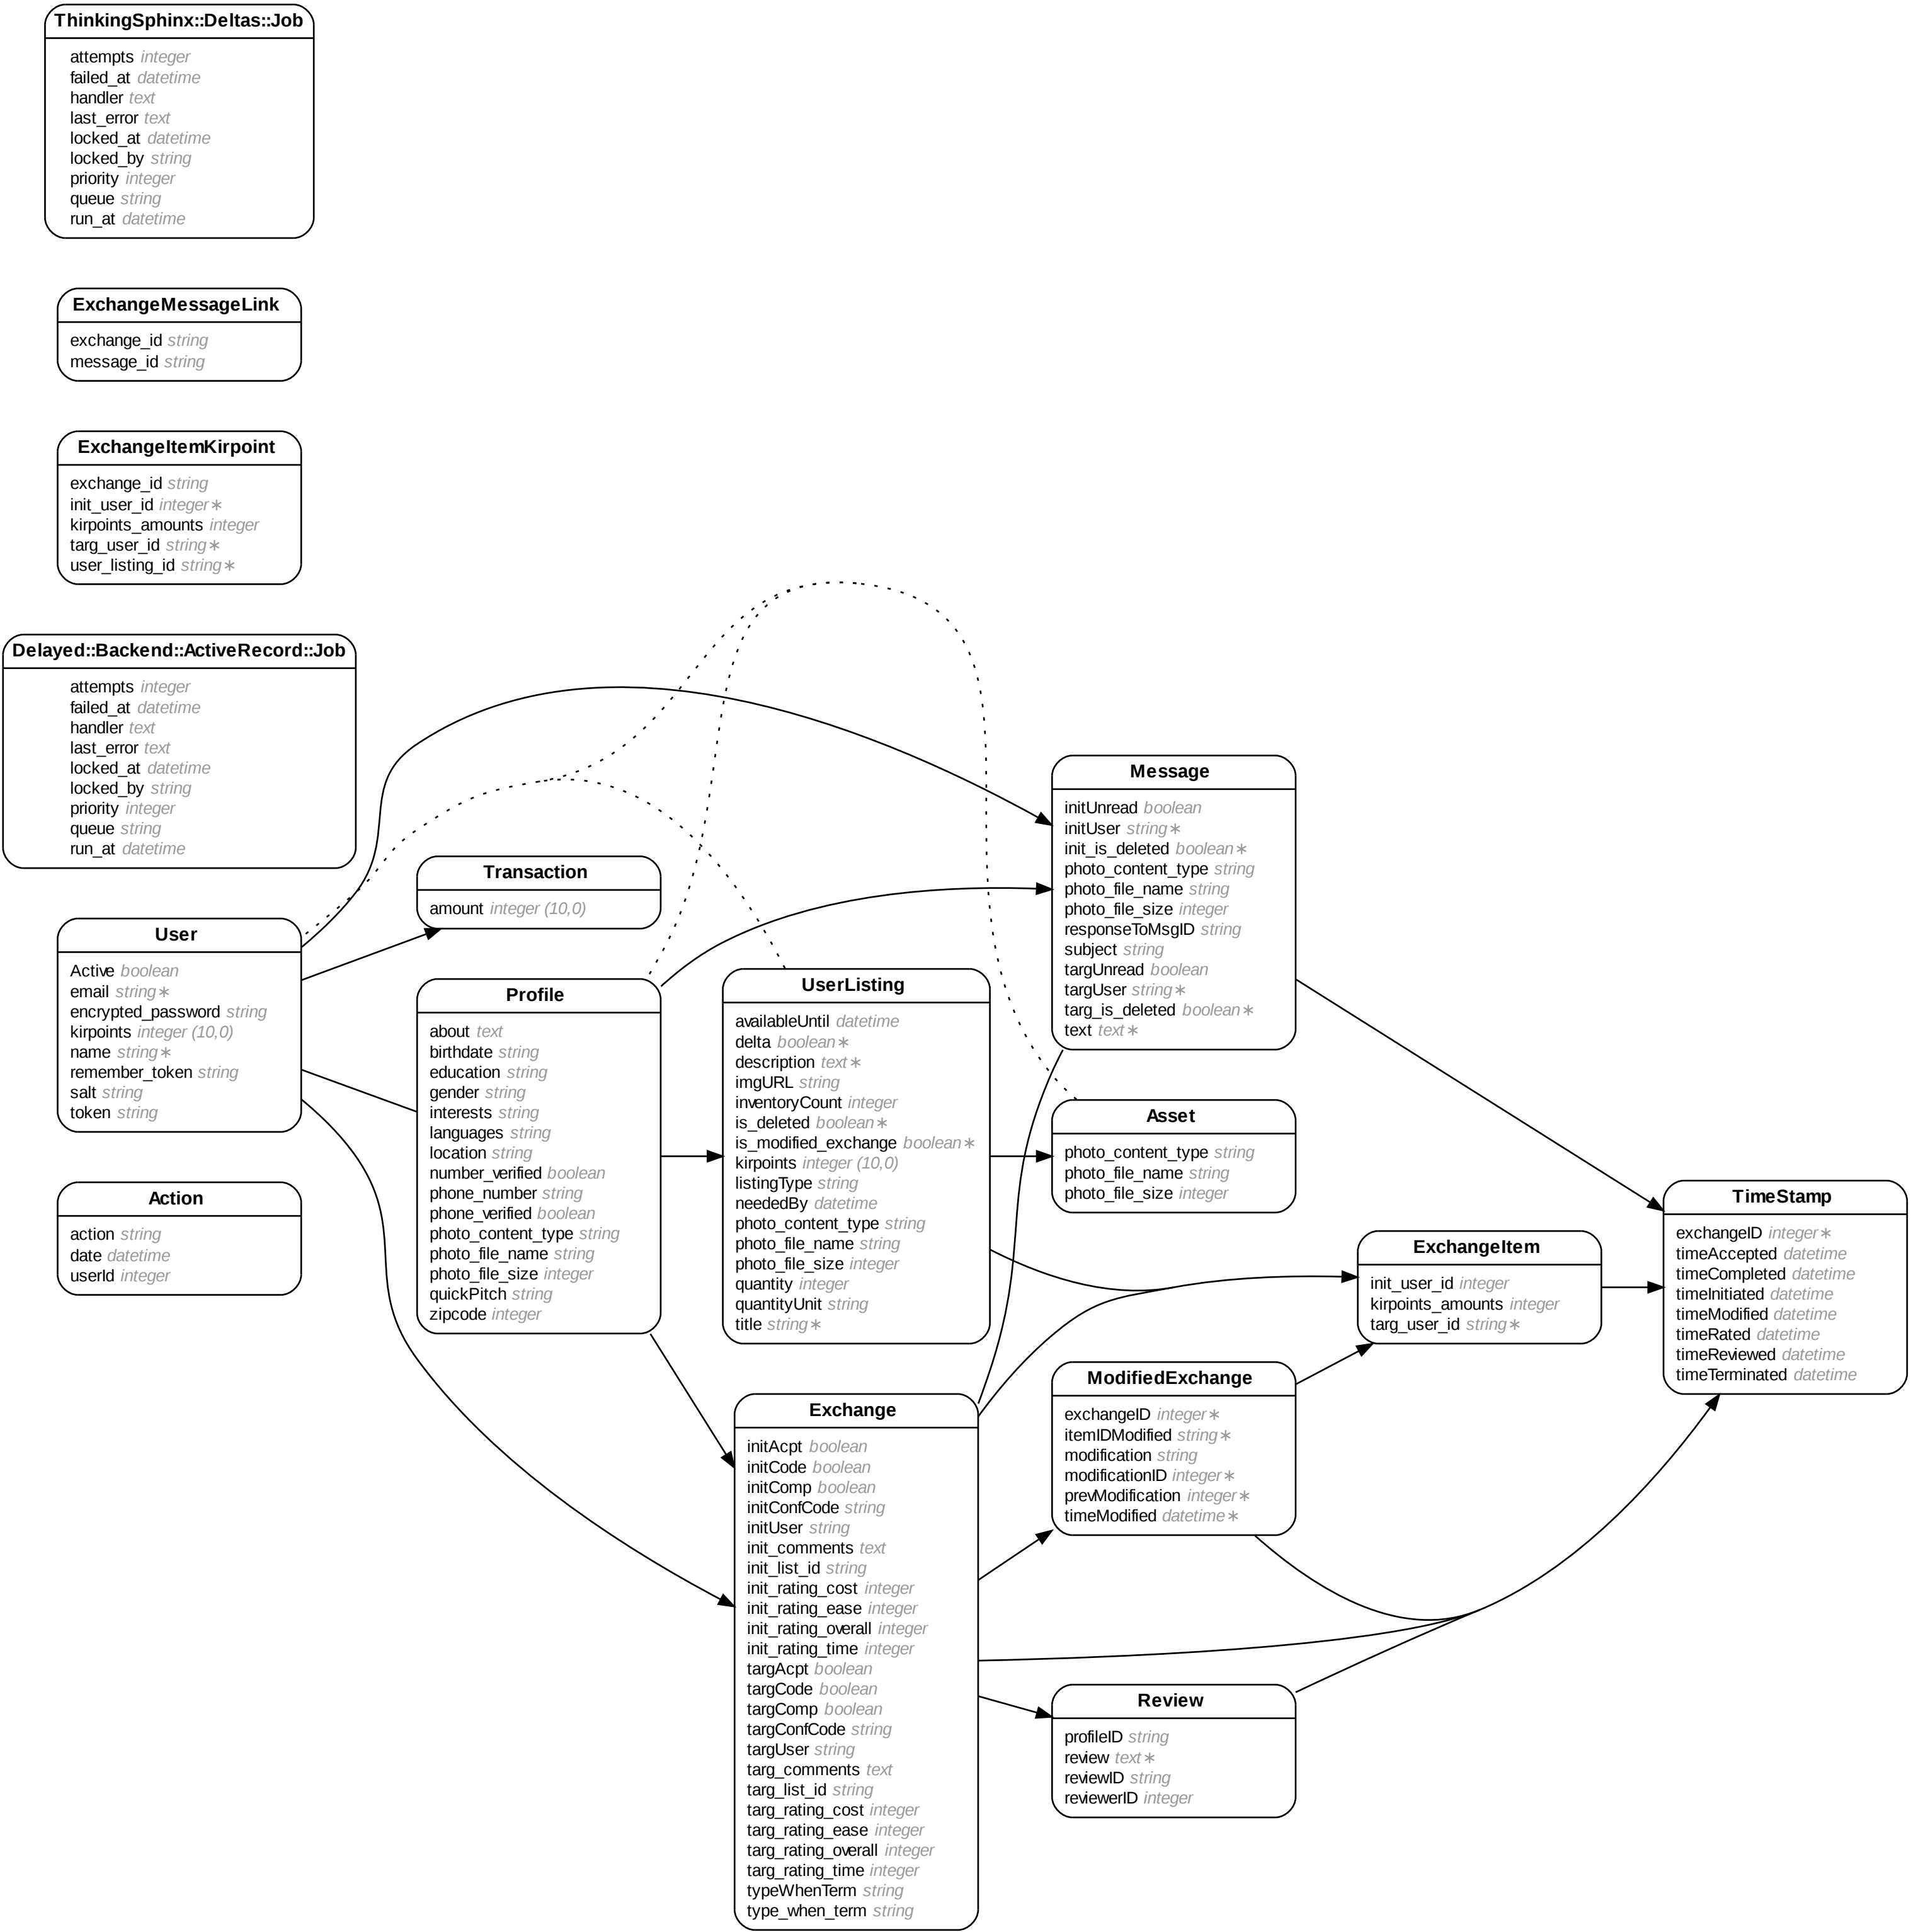 ThinkingSphinx::Deltas::Job
attempts integer
failed_at datetime
handler text
last_error text
locked_at datetime
locked_by string
priority integer
queue string
run_at datetime
ExchangeMessageLink
exchange_id string
message_id string
ExchangeItemKirpoint
exchange_id string
init_user_id integer∗
kirpoints_amounts integer
targ_user_id string∗
user_listing_id string∗
Delayed::Backend::ActiveRecord::Job
attempts integer
failed_at datetime
handler text
last_error text
locked_at datetime
locked_by string
priority integer
queue string
run_at datetime
User
Active boolean
email string∗
encrypted_password string
kirpoints integer (10,0)
name string∗
remember_token string
salt string
token string
Action
action string
date datetime
userId integer
Transaction
amount integer (10,0)
Profile
about text
birthdate string
education string
gender string
interests string
languages string
location string
number_verified boolean
phone_number string
phone_verified boolean
photo_content_type string
photo_file_name string
photo_file_size integer
quickPitch string
zipcode integer
UserListing
availableUntil datetime
delta boolean∗
description text∗
imgURL string
inventoryCount integer
is_deleted boolean∗
is_modified_exchange boolean∗
kirpoints integer (10,0)
listingType string
neededBy datetime
photo_content_type string
photo_file_name string
photo_file_size integer
quantity integer
quantityUnit string
title string∗
Exchange
initAcpt boolean
initCode boolean
initComp boolean
initConfCode string
initUser string
init_comments text
init_list_id string
init_rating_cost integer
init_rating_ease integer
init_rating_overall integer
init_rating_time integer
targAcpt boolean
targCode boolean
targComp boolean
targConfCode string
targUser string
targ_comments text
targ_list_id string
targ_rating_cost integer
targ_rating_ease integer
targ_rating_overall integer
targ_rating_time integer
typeWhenTerm string
type_when_term string
Message
initUnread boolean
initUser string∗
init_is_deleted boolean∗
photo_content_type string
photo_file_name string
photo_file_size integer
responseToMsgID string
subject string
targUnread boolean
targUser string∗
targ_is_deleted boolean∗
text text∗
Asset
photo_content_type string
photo_file_name string
photo_file_size integer
ModifiedExchange
exchangeID integer∗
itemIDModified string∗
modification string
modificationID integer∗
prevModification integer∗
timeModified datetime∗
Review
profileID string
review text∗
reviewID string
reviewerID integer
ExchangeItem
init_user_id integer
kirpoints_amounts integer
targ_user_id string∗
TimeStamp
exchangeID integer∗
timeAccepted datetime
timeCompleted datetime
timeInitiated datetime
timeModified datetime
timeRated datetime
timeReviewed datetime
timeTerminated datetime